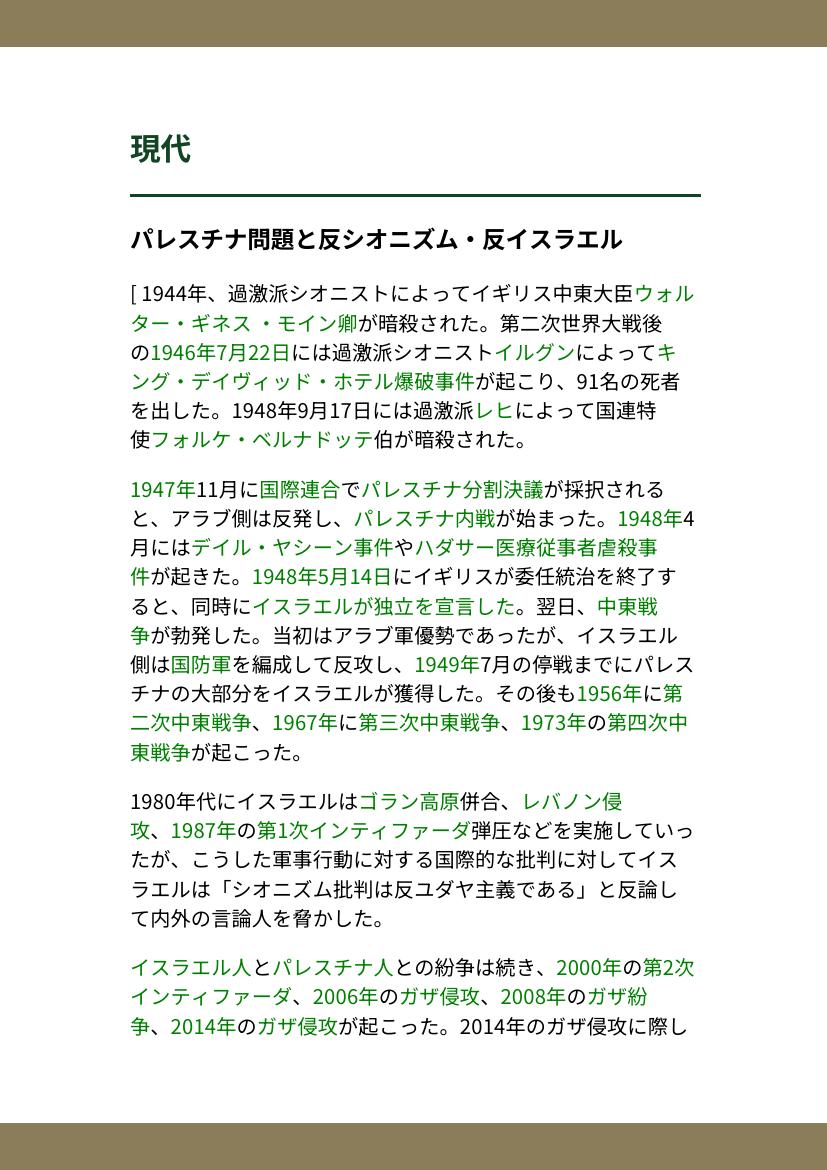 現代
パレスチナ問題と反シオニズム・反イスラエル
[ 1944年、過激派シオニストによってイギリス中東大臣ウォル
ター・ギネス ・モイン卿が暗殺された。第二次世界大戦後
の1946年7月22日には過激派シオニストイルグンによってキ
ング・デイヴィッド・ホテル爆破事件が起こり、91名の死者
を出した。1948年9月17日には過激派レヒによって国連特
使フォルケ・ベルナドッテ伯が暗殺された。
1947年11月に国際連合でパレスチナ分割決議が採択される
と、アラブ側は反発し、パレスチナ内戦が始まった。1948年4
月にはデイル・ヤシーン事件やハダサー医療従事者虐殺事
件が起きた。1948年5月14日にイギリスが委任統治を終了す
ると、同時にイスラエルが独立を宣言した。翌日、中東戦
争が勃発した。当初はアラブ軍優勢であったが、イスラエル
側は国防軍を編成して反攻し、1949年7月の停戦までにパレス
チナの大部分をイスラエルが獲得した。その後も1956年に第
二次中東戦争、1967年に第三次中東戦争、1973年の第四次中
東戦争が起こった。
1980年代にイスラエルはゴラン高原併合、レバノン侵
攻、1987年の第1次インティファーダ弾圧などを実施していっ
たが、こうした軍事行動に対する国際的な批判に対してイス
ラエルは「シオニズム批判は反ユダヤ主義である」と反論し
て内外の言論人を脅かした。
イスラエル人とパレスチナ人との紛争は続き、2000年の第2次
インティファーダ、2006年のガザ侵攻、2008年のガザ紛
争、2014年のガザ侵攻が起こった。2014年のガザ侵攻に際し